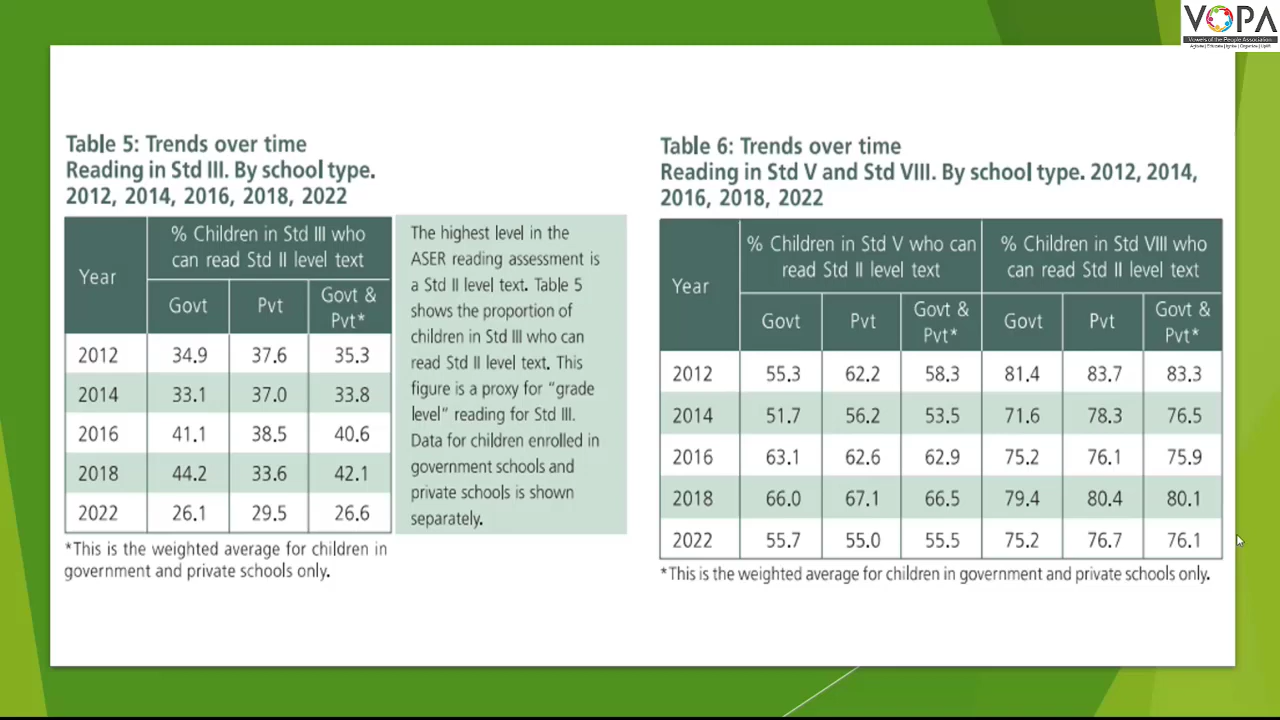 VOPA
Vowels of the People Association
Table 5: Trends over time
Reading in Std III. By school type.
2012, 2014, 2016, 2018, 2022
Year
% Children in Std III who
can read Std II level text
Govt
Pvt
Govt &
Pvt*
2012 34.9 37.6 35.3
2014 33.1 37.0 33.8
2016 41.1 38.5 40.6
2018 44.2 33.6 42.1
2022 26.1 29.5 26.6
*This is the weighted average for children in
government and private schools only.
The highest level in the
ASER reading assessment is
a Std II level text. Table 5
shows the proportion of
children in Std III who can
read Std II level text. This
figure is a proxy for "grade
level" reading for Std III.
Data for children enrolled in
government schools and
private schools is shown
separately.
Table 6: Trends over time
Reading in Std V and Std VIII. By school type. 2012, 2014,
2016, 2018, 2022
Year
% Children in Std V who can
read Std II level text
% Children in Std VIII who
can read Std II level text
Govt
Pvt
Govt &
Pvt*
Govt
Pvt
Govt &
Pvt*
2012 55.3 62.2 58.3 81.4 83.7 83.3
2014 51.7 56.2 53.5 71.6 78.3 76.5
2016 63.1 62.6 62.9 75.2 76.1 75.9
2018 66.0 67.1 66.5 79.4 80.4 80.1
2022 55.7 55.0 55.5 75.2 76.7 76.1
*This is the weighted average for children in government and private schools only.